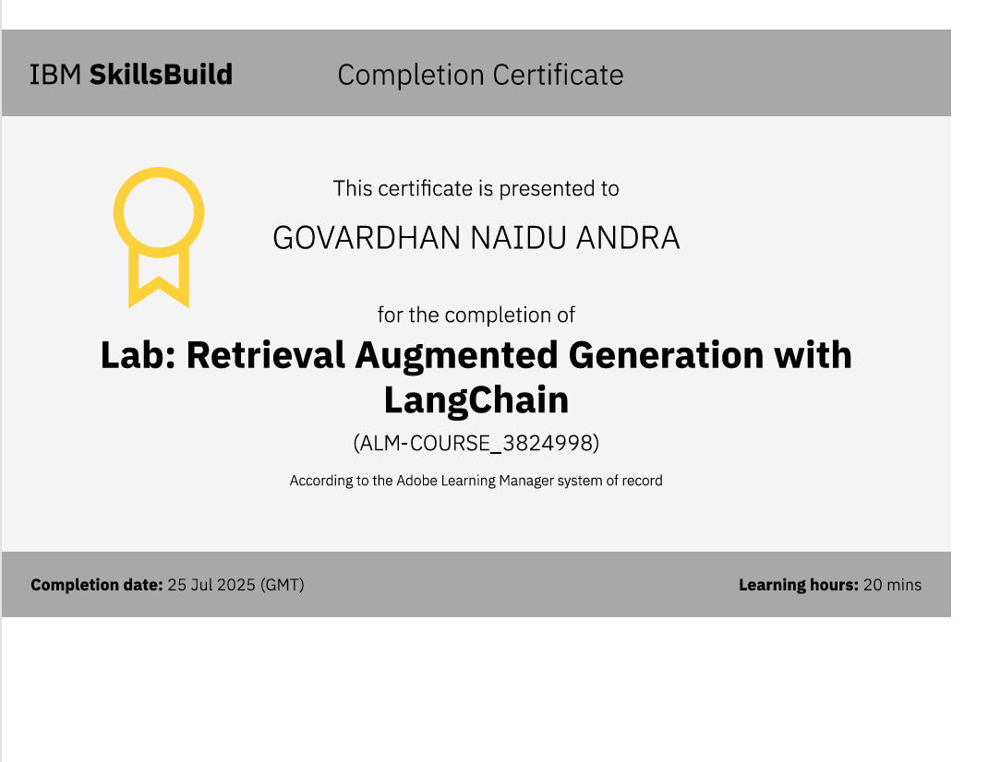 IBM SkillsBuild
Completion Certificate
This certificate is presented to
GOVARDHAN NAIDU ANDRA
for the completion of
Lab: Retrieval Augmented Generation with
LangChain
(ALM-COURSE_3824998)
According to the Adobe Learning Manager system of record
Completion date: 25 Jul 2025 (GMT)
Learning hours: 20 mins